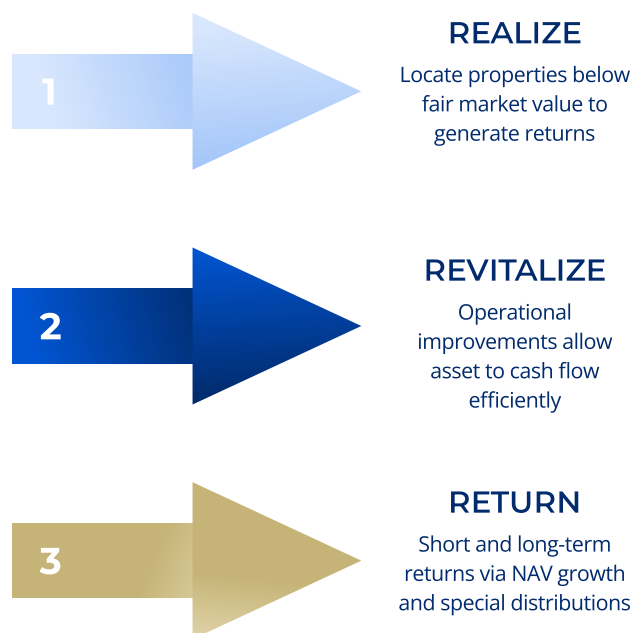 1
REALIZE
Locate properties below
fair market value to
generate returns
2
REVITALIZE
Operational
improvements allow
asset to cash flow
efficiently
3
RETURN
Short and long-term
returns via NAV growth
and special distributions